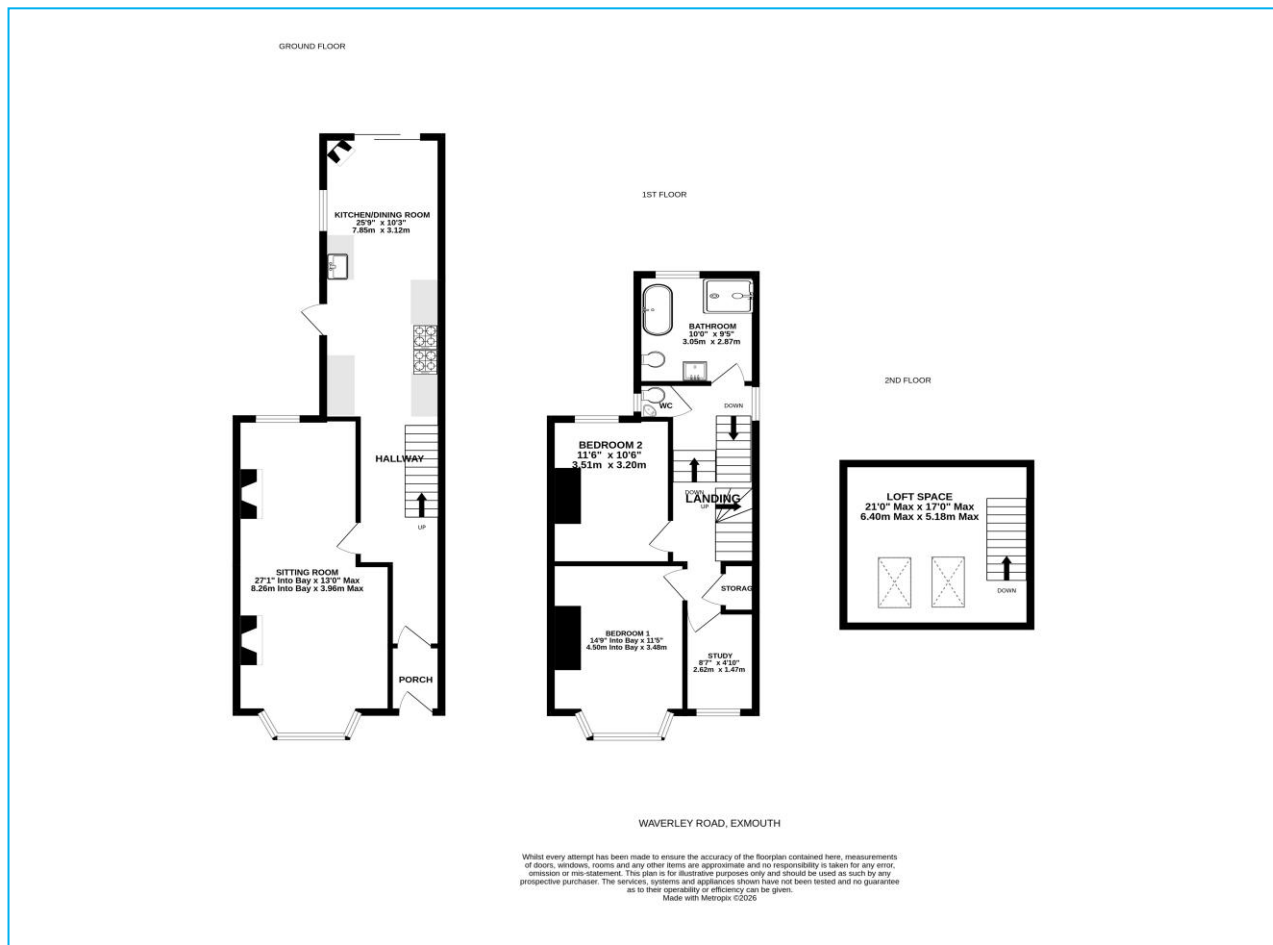 GROUND FLOOR
KITCHEN/DINING ROOM
25'9" x 10'3"
7.85m x 3.12m
HALLWAY
UP
SITTING ROOM
27'1" Into Bay x 13'0" Max
8.26m Into Bay x 3.96m Max
PORCH
1ST FLOOR
BATHROOM
10'0" x 9'5"
3.05m x 2.87m
WC
DOWN
BEDROOM 2
11'6" x 10'6"
3.51m x 3.20m
DOWN
LANDING
UP
STORAG
BEDROOM 1
14'9" Into Bay x 11'5"
4.50m Into Bay x 3.48m
STUDY
8'7" x 4'10"
2.62m x 1.47m
2ND FLOOR
LOFT SPACE
21'0" Max x 17'0" Max
6.40m Max x 5.18m Max
DOWN
WAVERLEY ROAD, EXMOUTH
Whilst every attempt has been made to ensure the accuracy of the floorplan contained here, measurements
of doors, windows, rooms and any other items are approximate and no responsibility is taken for any error,
omission or mis-statement. This plan is for illustrative purposes only and should be used as such by any
prospective purchaser. The services, systems and appliances shown have not been tested and no guarantee
as to their operability or efficiency can be given.
Made with Metropix ©2026